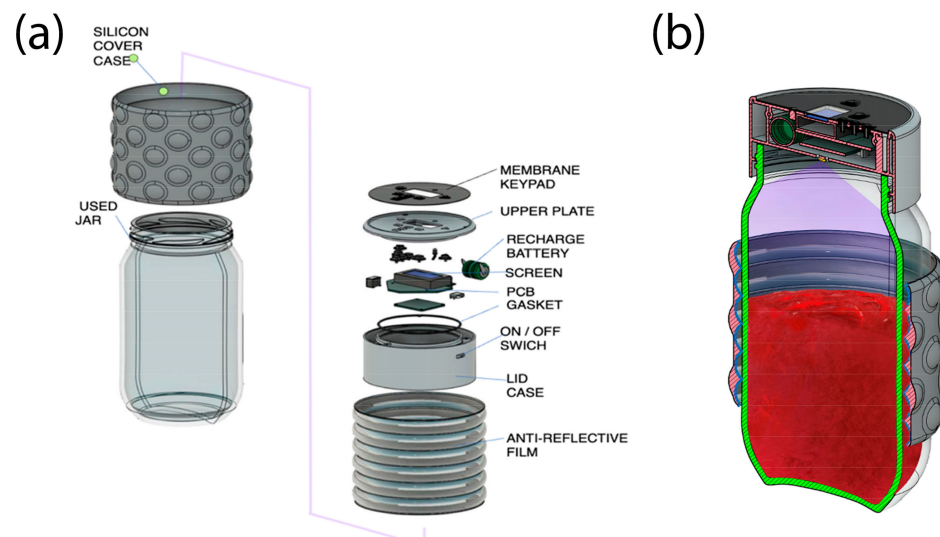 (a)
SILICON
COVER
CASE
USED
JAR
MEMBRANE
KEYPAD
UPPER PLATE
RECHARGE
BATTERY
SCREEN
PCB
GASKET
ON / OFF
SWICH
LID
CASE
ANTI-REFLECTIVE
FILM
(b)